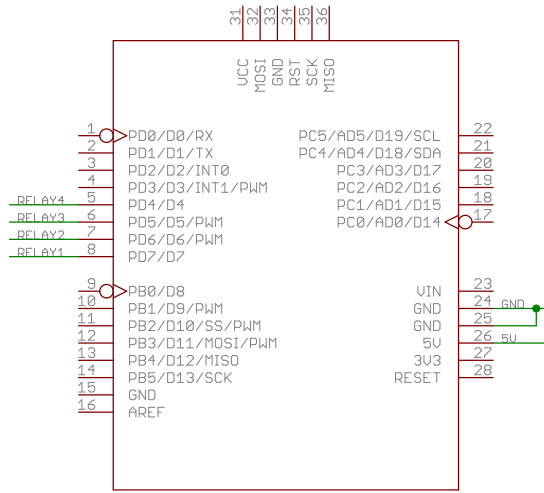 31 32 33 34 35 36
VCC MOSI GND RST SCK MISO
1 PD0/D0/RX PC5/AD5/D19/SCL 22
2 PD1/D1/TX PC4/AD4/D18/SDA 21
3 PD2/D2/INT0 PC3/AD3/D17 20
4 PD3/D3/INT1/PWM PC2/AD2/D16 19
RELAY4 5 PD4/D4 PC1/AD1/D15 18
RELAY3 6 PD5/D5/PWM PC0/AD0/D14 17
RELAY2 7 PD6/D6/PWM
RELAY1 8 PD7/D7
9 PB0/D8 VIN 23
10 PB1/D9/PWM GND 24 GND
11 PB2/D10/SS/PWM GND 25
12 PB3/D11/MOSI/PWM 5V 26 5V
13 PB4/D12/MISO 3V3 27
14 PB5/D13/SCK RESET 28
15 GND
16 AREF